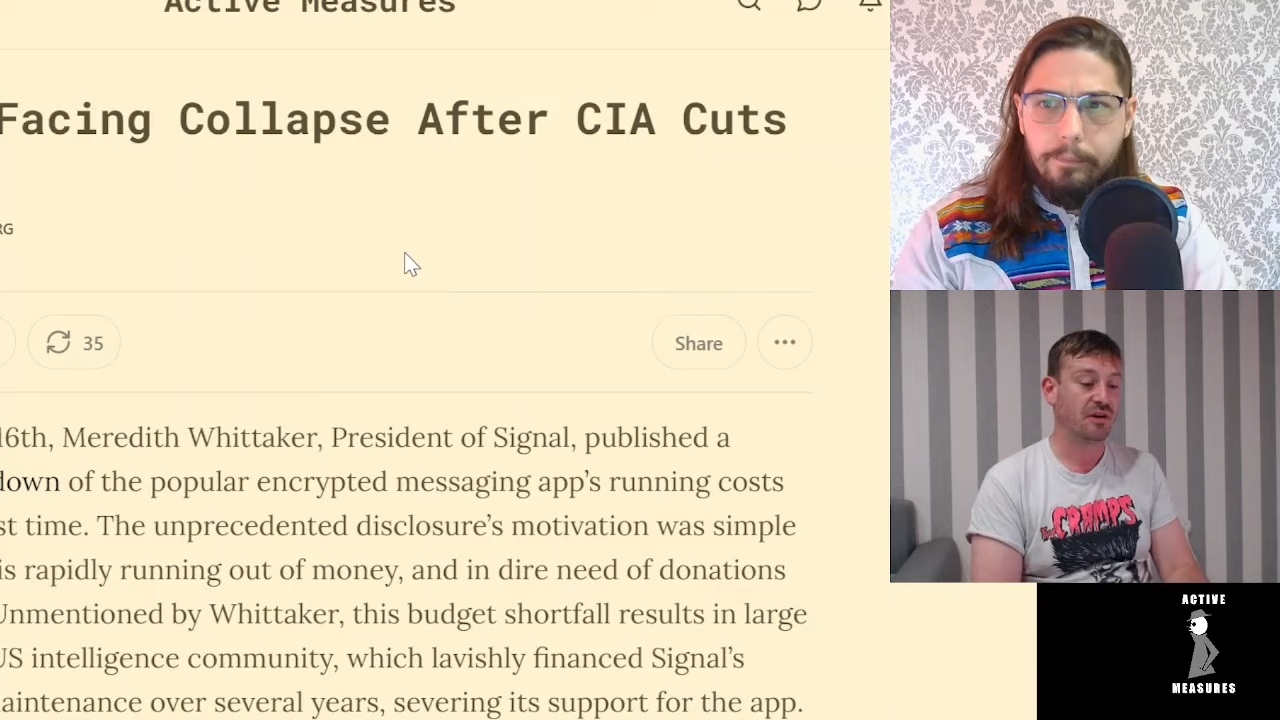 Active Measures
Facing Collapse After CIA Cuts
RG
35
Share
16th, Meredith Whittaker, President of Signal, published a
down of the popular encrypted messaging app’s running costs
st time. The unprecedented disclosure’s motivation was simple
is rapidly running out of money, and in dire need of donations
Unmentioned by Whittaker, this budget shortfall results in large
US intelligence community, which lavishly financed Signal’s
aintenance over several years, severing its support for the app.
THE CRAMPS
ACTIVE
MEASURES